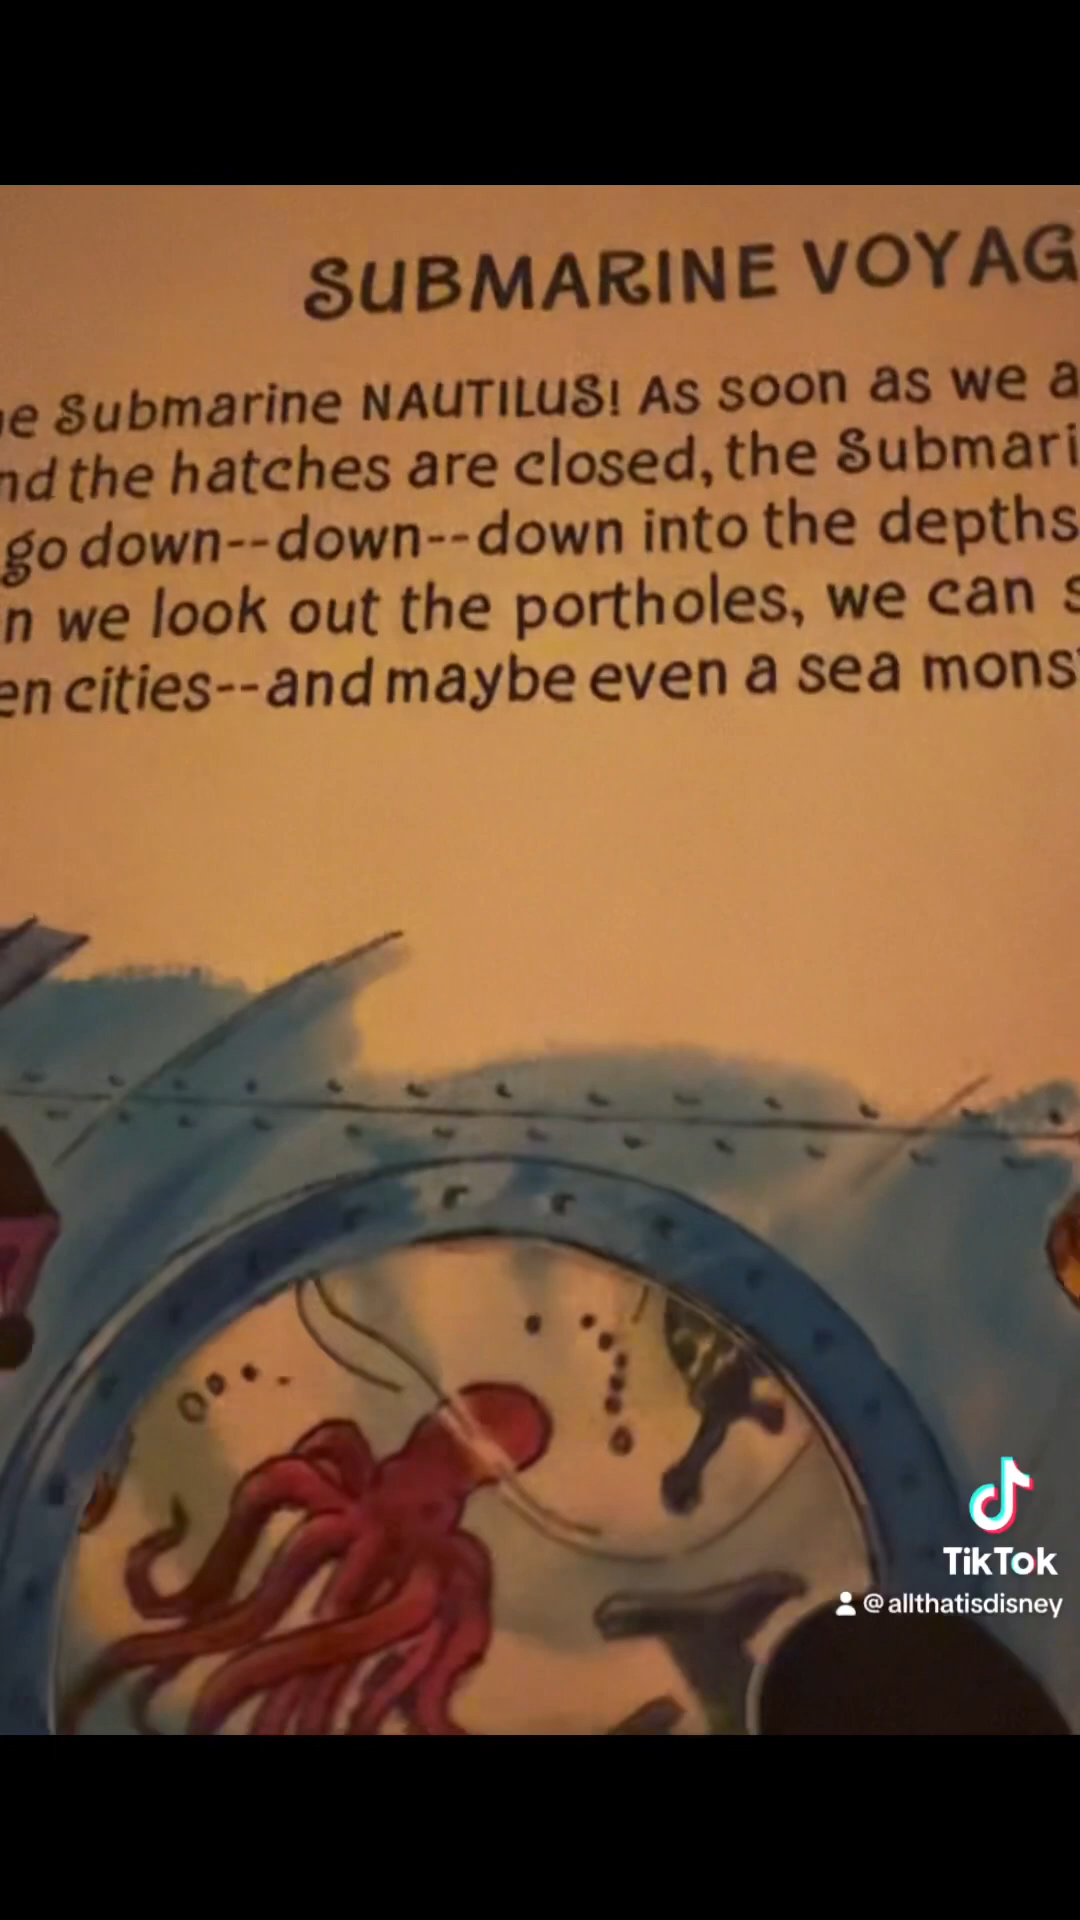 SUBMARINE VOYAG
he Submarine NAUTILUS! As soon as we a
nd the hatches are closed, the Submari
go down--down--down into the depths
n we look out the portholes, we can s
en cities--and maybe even a sea mons
TikTok
@allthatisdisney